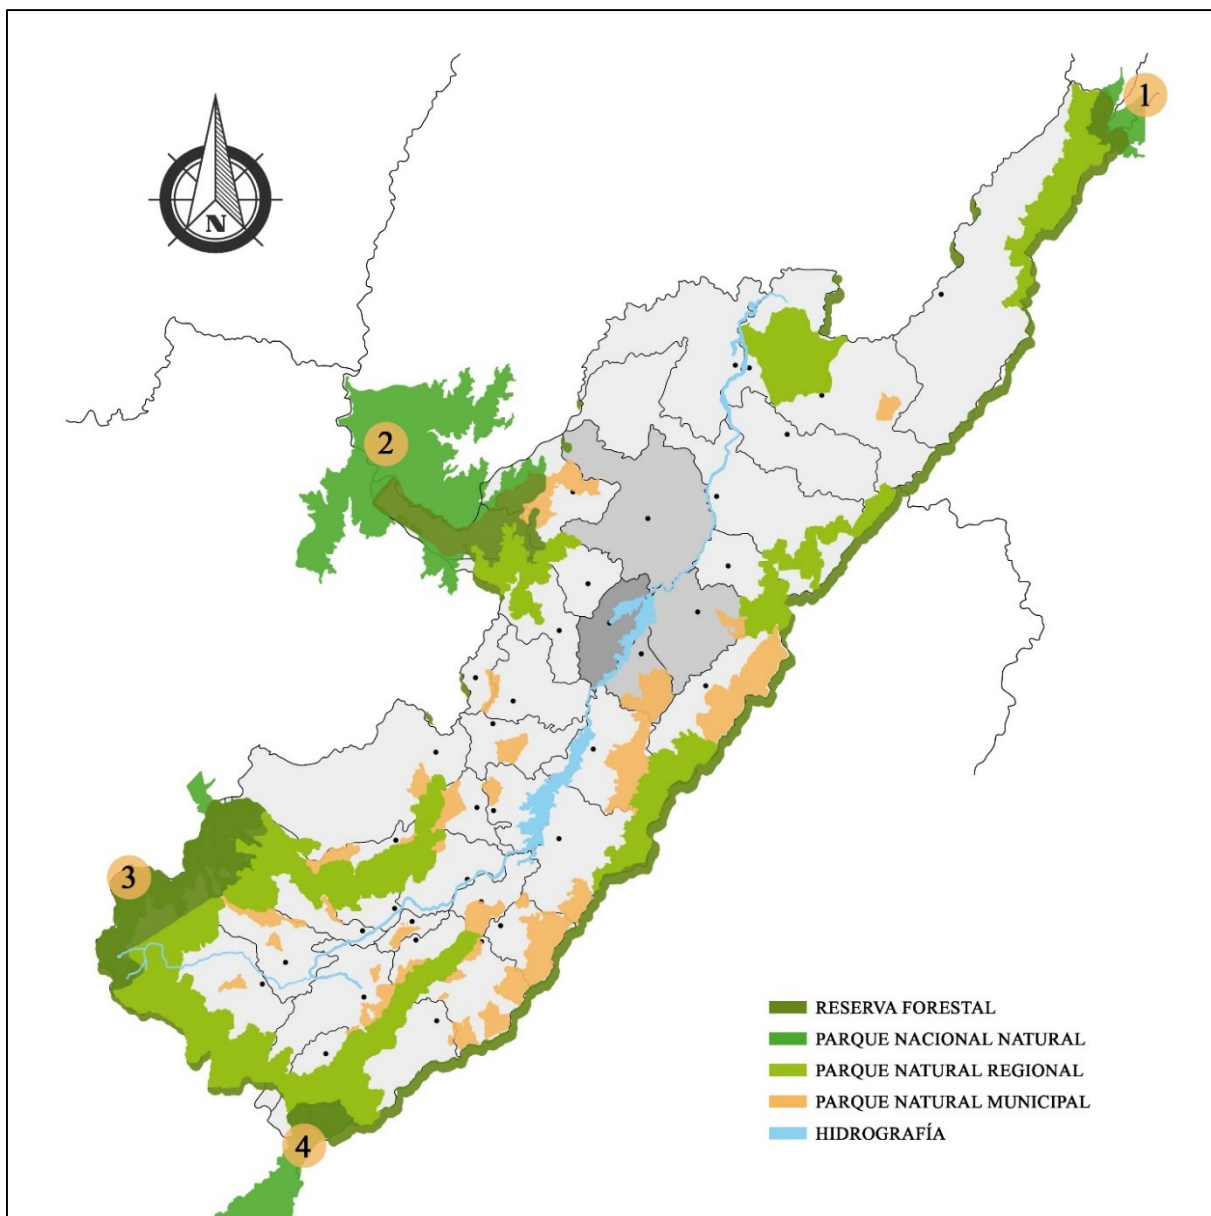 1
N
2
3
RESERVA FORESTAL
PARQUE NACIONAL NATURAL
PARQUE NATURAL REGIONAL
PARQUE NATURAL MUNICIPAL
HIDROGRAFÍA
4